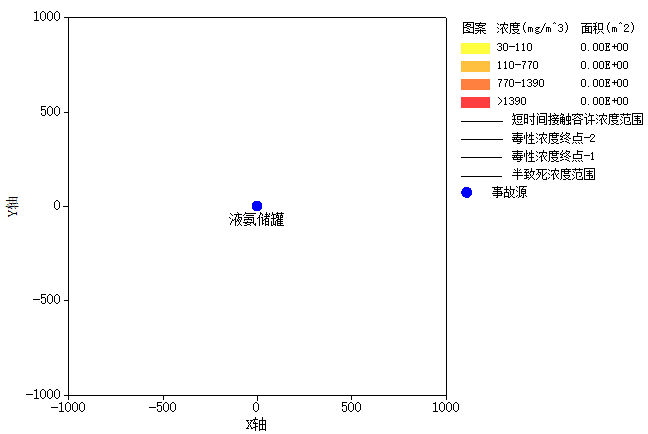 1000
500
0
-500
-1000
Y轴
液氨储罐
-1000 -500 0 500 1000
X轴
图案 浓度(mg/m^3) 面积(m^2)
30-110 0.00E+00
110-770 0.00E+00
770-1390 0.00E+00
>1390 0.00E+00
短时间接触容许浓度范围
毒性浓度终点-2
毒性浓度终点-1
半致死浓度范围
事故源